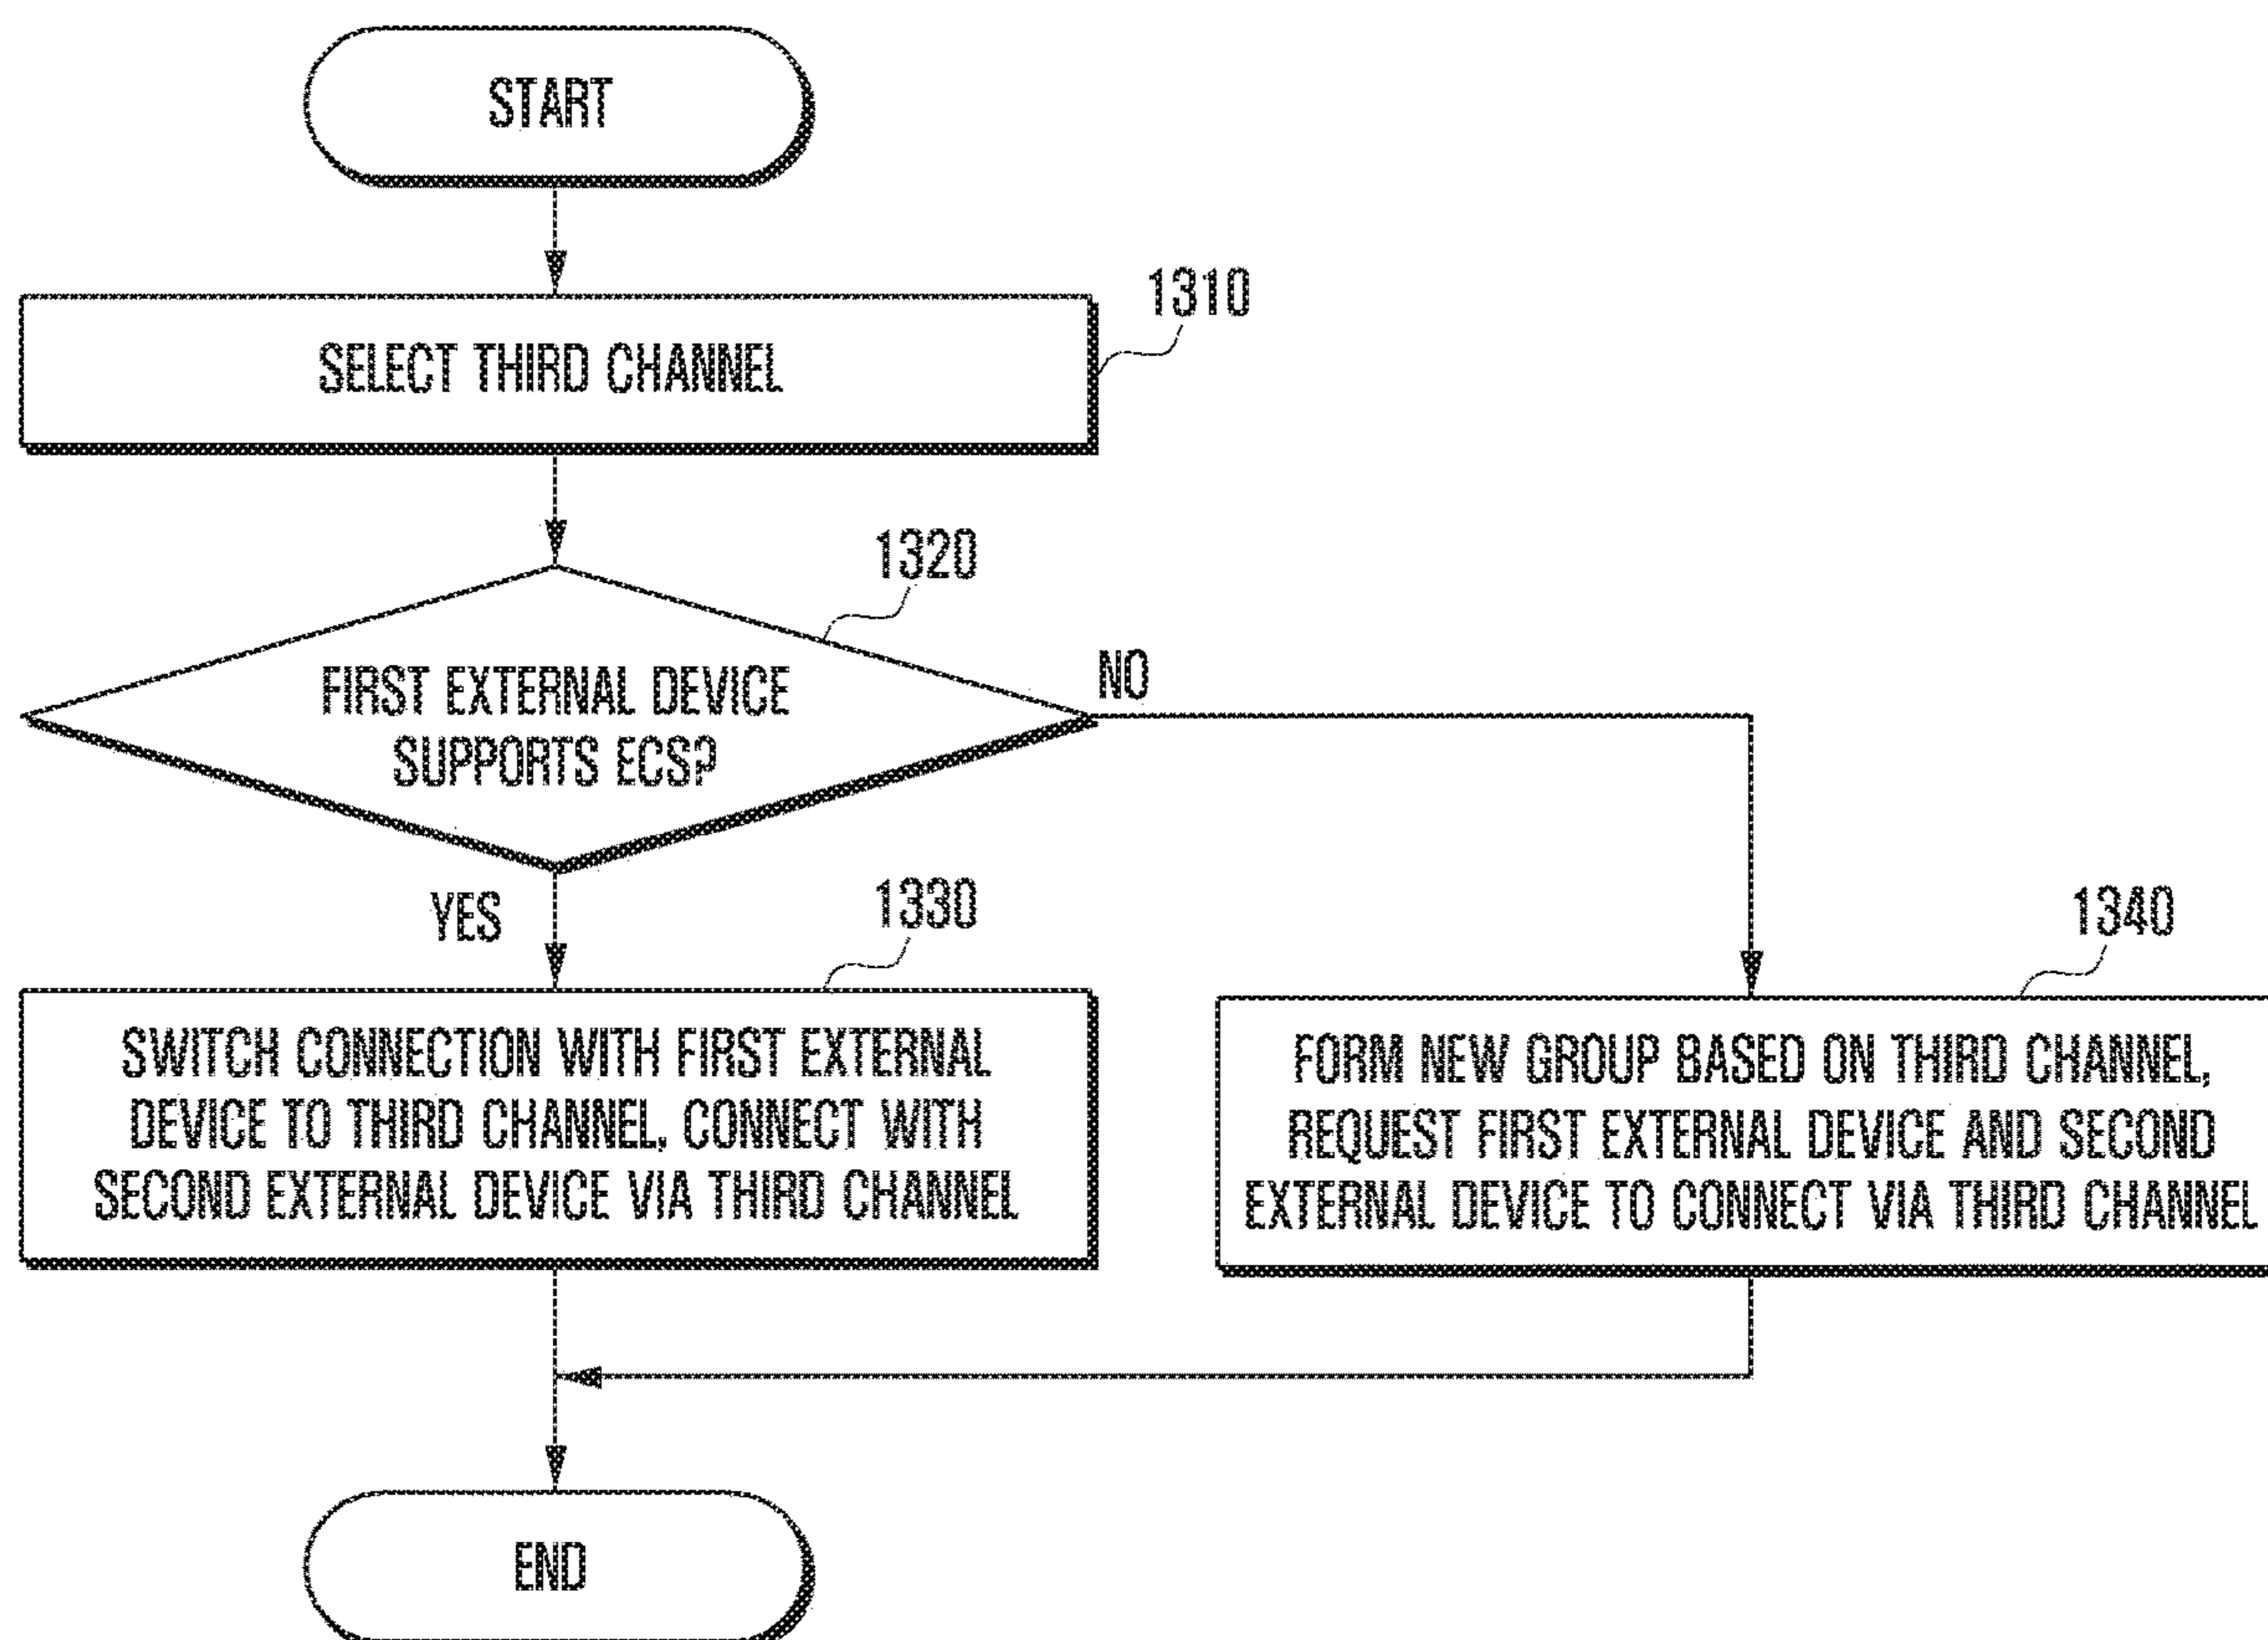 START
1310
SELECT THIRD CHANNEL
1320
FIRST EXTERNAL DEVICE
SUPPORTS ECS?
NO
YES
1330
SWITCH CONNECTION WITH FIRST EXTERNAL
DEVICE TO THIRD CHANNEL, CONNECT WITH
SECOND EXTERNAL DEVICE VIA THIRD CHANNEL
1340
FORM NEW GROUP BASED ON THIRD CHANNEL,
REQUEST FIRST EXTERNAL DEVICE AND SECOND
EXTERNAL DEVICE TO CONNECT VIA THIRD CHANNEL
END